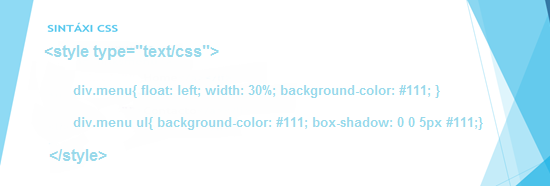 SINTÁXI CSS
<style type="text/css">
div.menu{ float: left; width: 30%; background-color: #111; }
div.menu ul{ background-color: #111; box-shadow: 0 0 5px #111;}
</style>